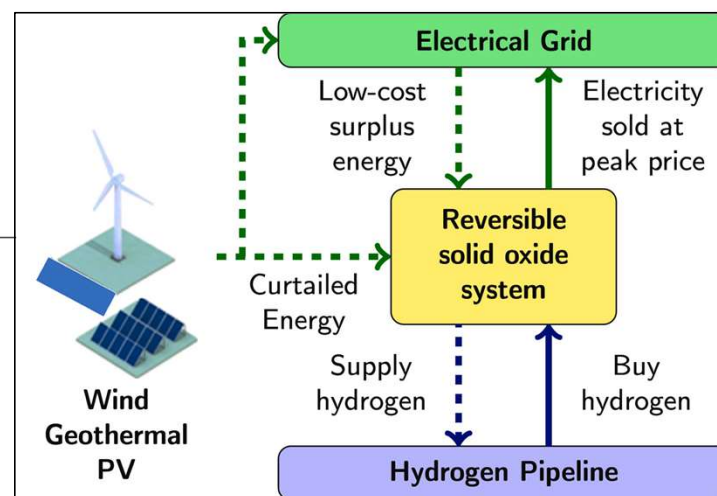 Electrical Grid
Low-cost
surplus
energy
Electricity
sold at
peak price
Reversible
solid oxide
system
Curtailed
Energy
Supply
hydrogen
Buy
hydrogen
Wind
Geothermal
PV
Hydrogen Pipeline